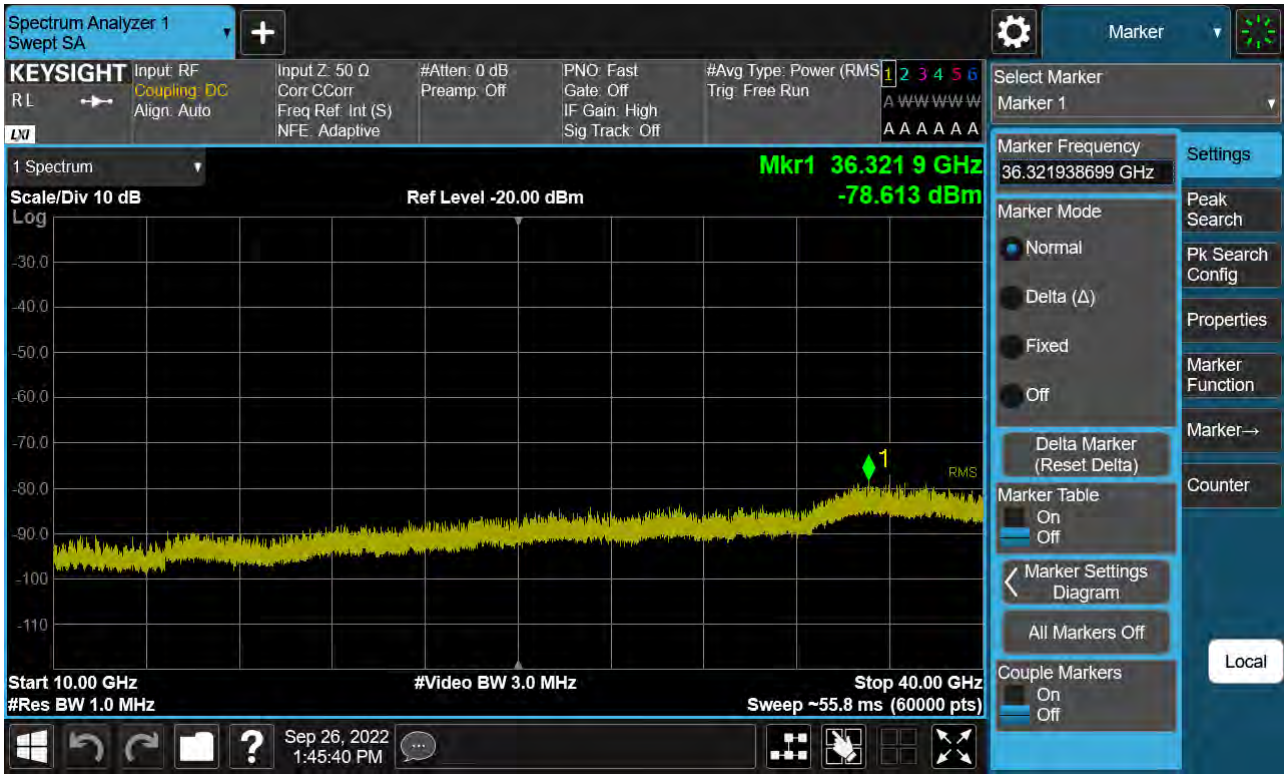 Spectrum Analyzer 1
Swept SA
+
Marker
KEYSIGHT
RL
LXI
Input: RF
Coupling: DC
Align: Auto
Input Z: 50 Ω
Corr CCorr
Freq Ref: Int (S)
NFE: Adaptive
#Atten: 0 dB
Preamp: Off
PNO: Fast
Gate: Off
IF Gain: High
Sig Track: Off
#Avg Type: Power (RMS
Trig: Free Run
1 2 3 4 5 6
A W W W W W
A A A A A A
Select Marker
Marker 1
1 Spectrum
Mkr1 36.321 9 GHz
-78.613 dBm
Scale/Div 10 dB
Ref Level -20.00 dBm
Log
-30.0
-40.0
-50.0
-60.0
-70.0
-80.0
-90.0
-100
-110
1
RMS
Start 10.00 GHz
#Video BW 3.0 MHz
Stop 40.00 GHz
#Res BW 1.0 MHz
Sweep ~55.8 ms (60000 pts)
Marker Frequency
36.321938699 GHz
Marker Mode
Normal
Delta (Δ)
Fixed
Off
Delta Marker
(Reset Delta)
Marker Table
On
Off
Marker Settings
Diagram
All Markers Off
Couple Markers
On
Off
Settings
Peak
Search
Pk Search
Config
Properties
Marker
Function
Marker→
Counter
Local
?
Sep 26, 2022
1:45:40 PM